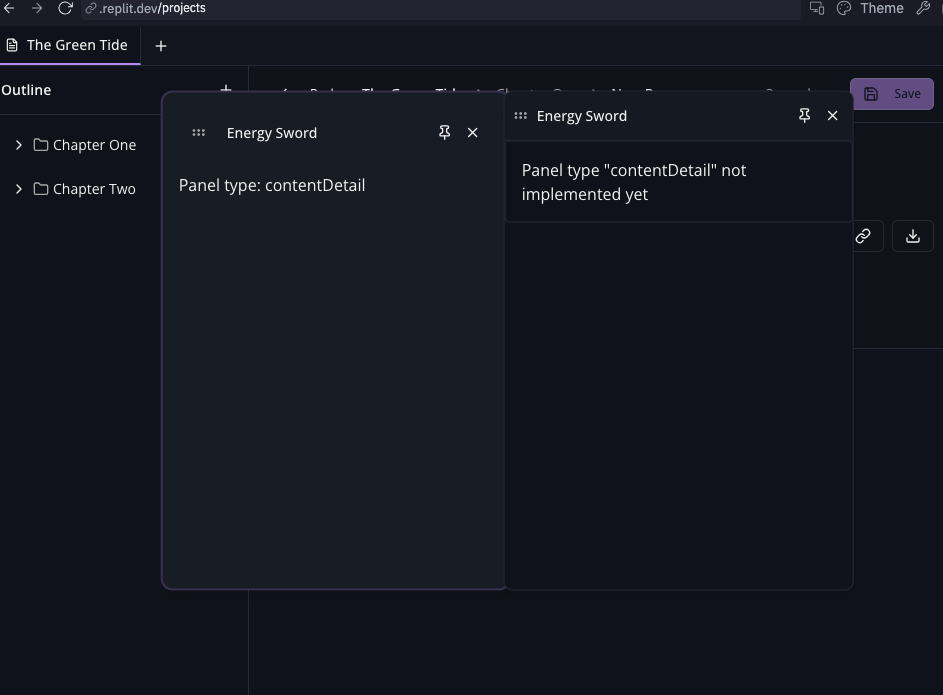 .replit.dev/projects
Theme
The Green Tide
Outline
Save
Energy Sword
Energy Sword
Chapter One
Panel type: contentDetail
Panel type "contentDetail" not
implemented yet
Chapter Two